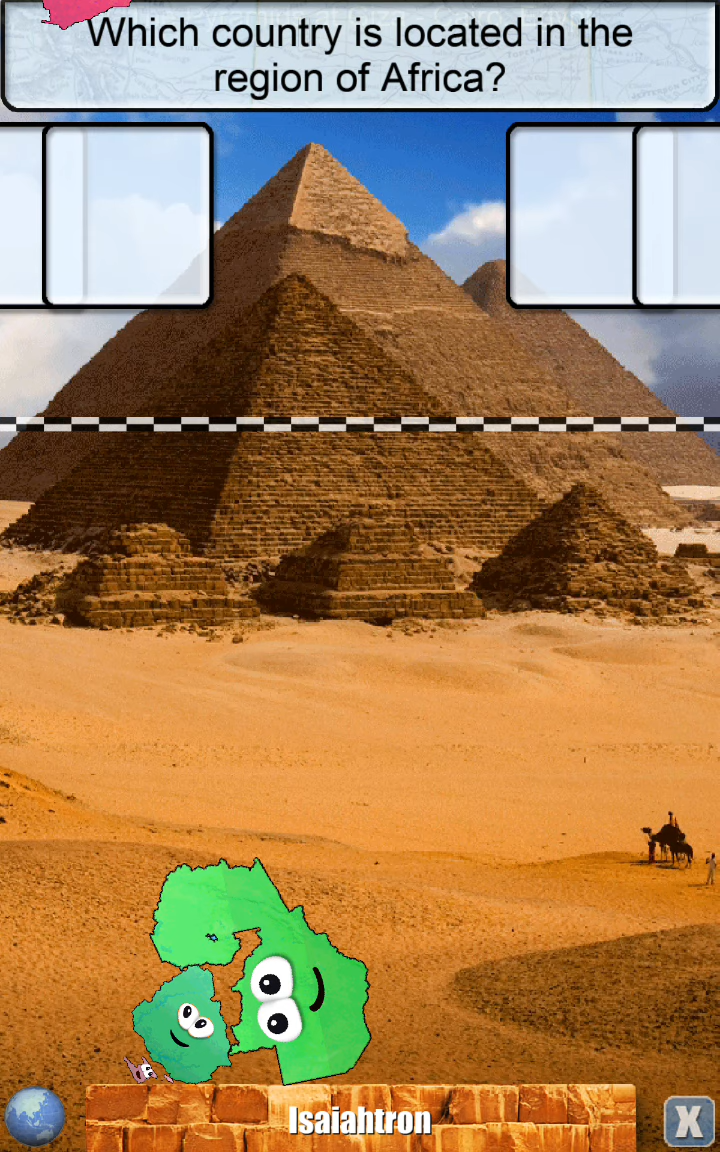 Which country is located in the
region of Africa?
Isaiahtron
X